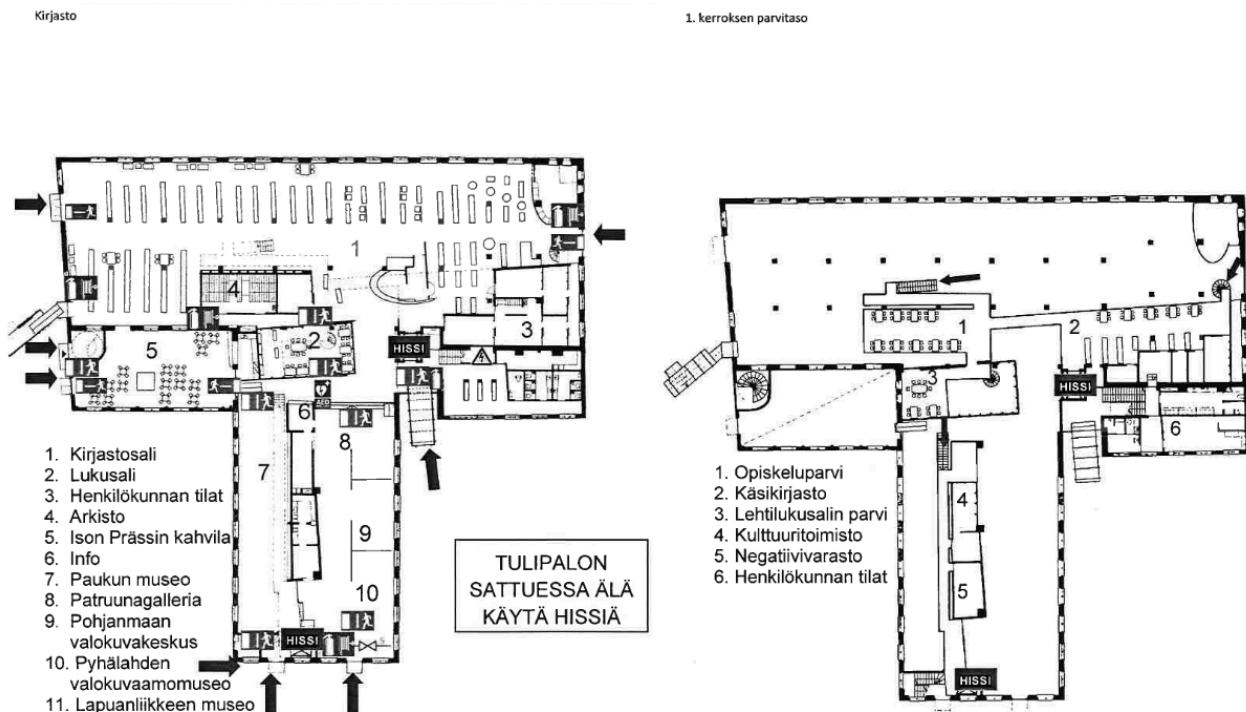 Kirjasto
1
4
2
5
3
HISSI
AED
6
8
7
9
10
HISSI
1. Kirjastosali
2. Lukusali
3. Henkilökunnan tilat
4. Arkisto
5. Ison Prässin kahvila
6. Info
7. Paukun museo
8. Patruunagalleria
9. Pohjanmaan
valokuvakeskus
10. Pyhälahden
valokuvaamomuseo
11. Lapuanliikkeen museo
TULIPALON
SATTUESSA ÄLÄ
KÄYTÄ HISSIÄ
1. kerroksen parvitaso
1
2
3
HISSI
6
4
5
HISSI
1. Opiskeluparvi
2. Käsikirjasto
3. Lehtilukusalin parvi
4. Kulttuuritoimisto
5. Negatiivivarasto
6. Henkilökunnan tilat